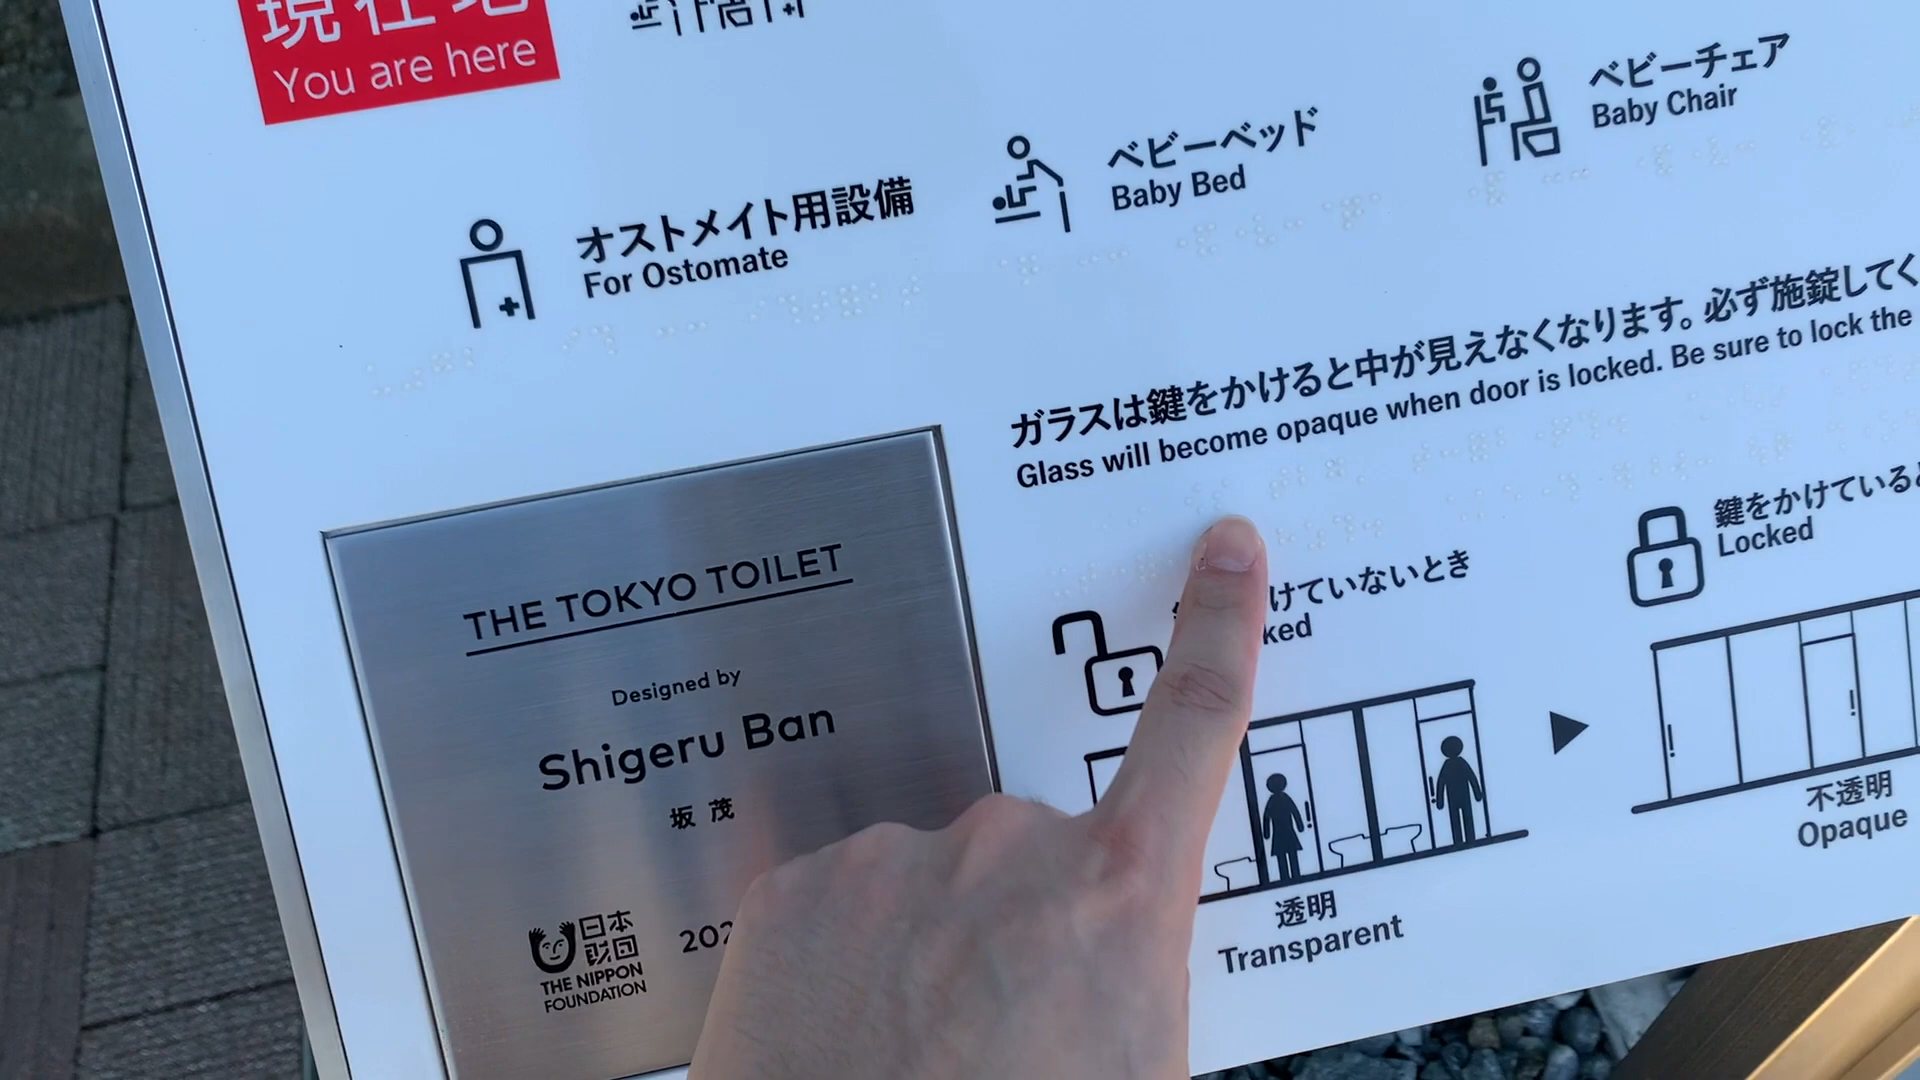 現在地
You are here
ベビーチェア
Baby Chair
ベビーベッド
Baby Bed
オストメイト用設備
For Ostomate
ガラスは鍵をかけると中が見えなくなります。必ず施錠してく
Glass will become opaque when door is locked. Be sure to lock the
けていないとき
ked
鍵をかけていると
Locked
透明
Transparent
不透明
Opaque
THE TOKYO TOILET
Designed by
Shigeru Ban
坂 茂
日本
財団
THE NIPPON
FOUNDATION
202